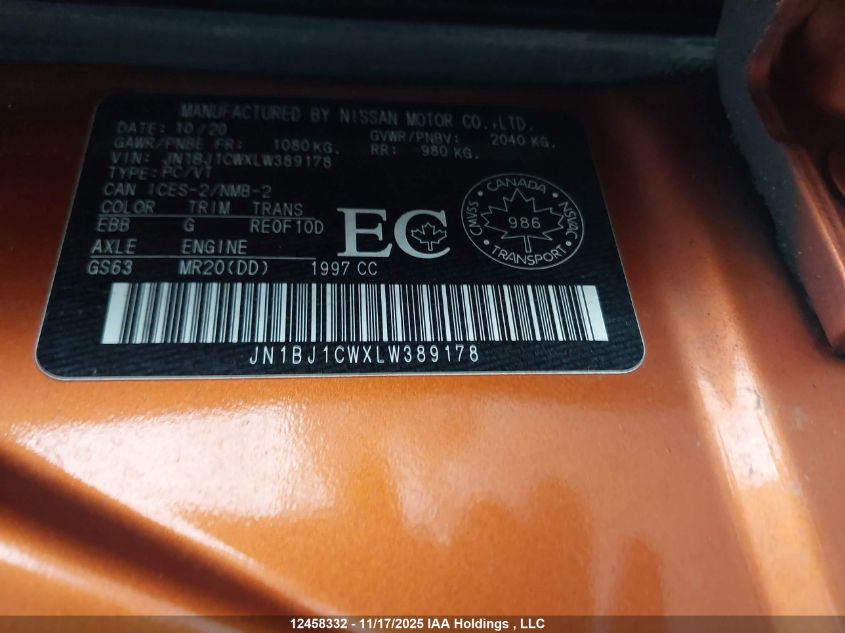 MANUFACTURED BY NISSAN MOTOR CO.,LTD.
DATE: 10/20 GVWR/PNBV: 2040 KG.
GAWR/PNBE FR: 1080KG. RR: 980 KG.
VIN: JN1BJ1CWXLW389178
TYPE: PC/VT
CAN ICES-2/NMB-2
COLOR TRIM TRANS
EBB G RE0F10D
AXLE ENGINE
GS63 MR20(DD) 1997 CC
EC
CANADA
CMVSS 986 NSVAC
TRANSPORT
JN1BJ1CWXLW389178
12458332 - 11/17/2025 IAA Holdings , LLC